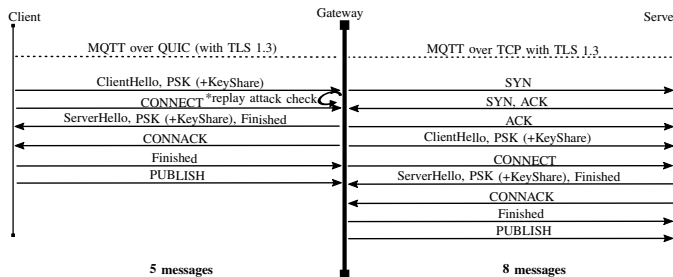 Client
Gateway
Serve
MQTT over QUIC (with TLS 1.3)
MQTT over TCP with TLS 1.3
ClientHello, PSK (+KeyShare)
*replay attack check
CONNECT
ServerHello, PSK (+KeyShare), Finished
CONNACK
Finished
PUBLISH
SYN
SYN, ACK
ACK
ClientHello, PSK (+KeyShare)
CONNECT
ServerHello, PSK (+KeyShare), Finished
CONNACK
Finished
PUBLISH
5 messages
8 messages